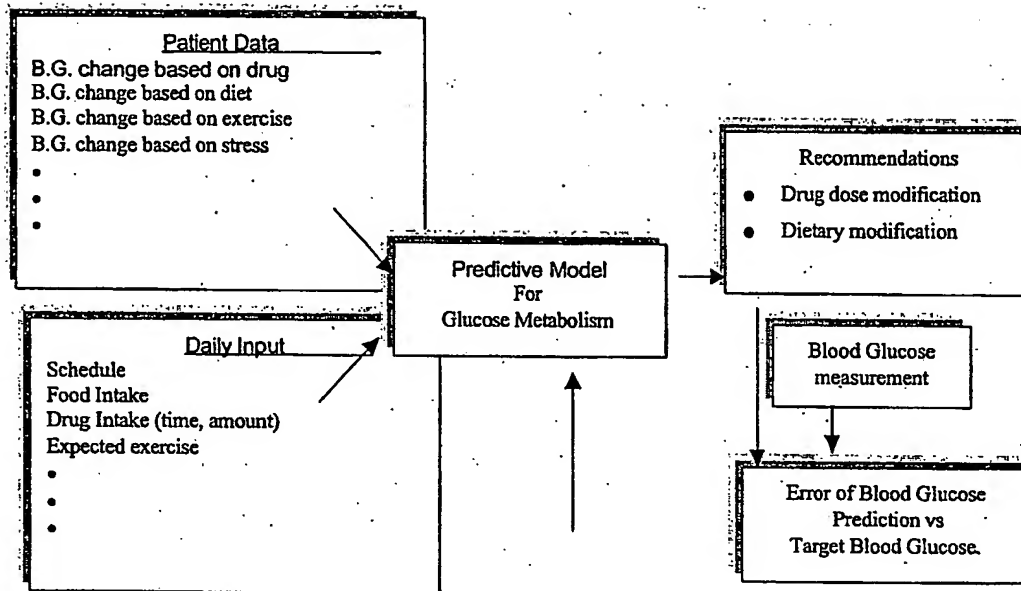 Patient Data
B.G. change based on drug
B.G. change based on diet
B.G. change based on exercise
B.G. change based on stress
•
•
•
Daily Input
Schedule
Food Intake
Drug Intake (time, amount)
Expected exercise
•
•
•
Predictive Model
For
Glucose Metabolism
Recommendations
• Drug dose modification
• Dietary modification
Blood Glucose
measurement
Error of Blood Glucose
Prediction vs
Target Blood Glucose.